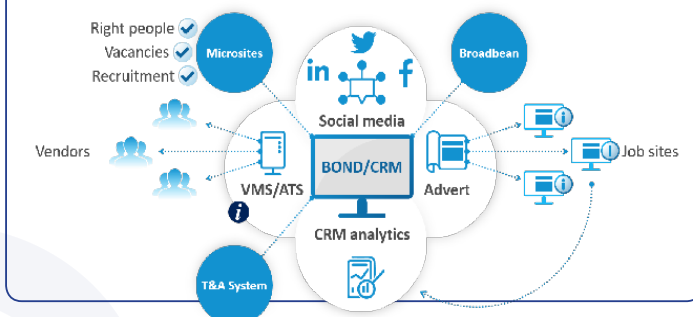 Right people
Vacancies
Recruitment
Microsites
Broadbean
in
f
Social media
Vendors
VMS/ATS
BOND/CRM
Advert
Job sites
i
i
i
i
CRM analytics
T&A System